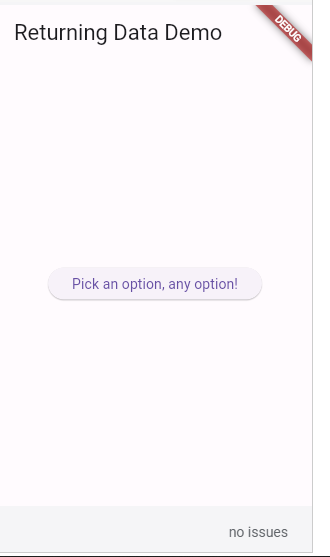 Returning Data Demo
DEBUG
Pick an option, any option!
no issues